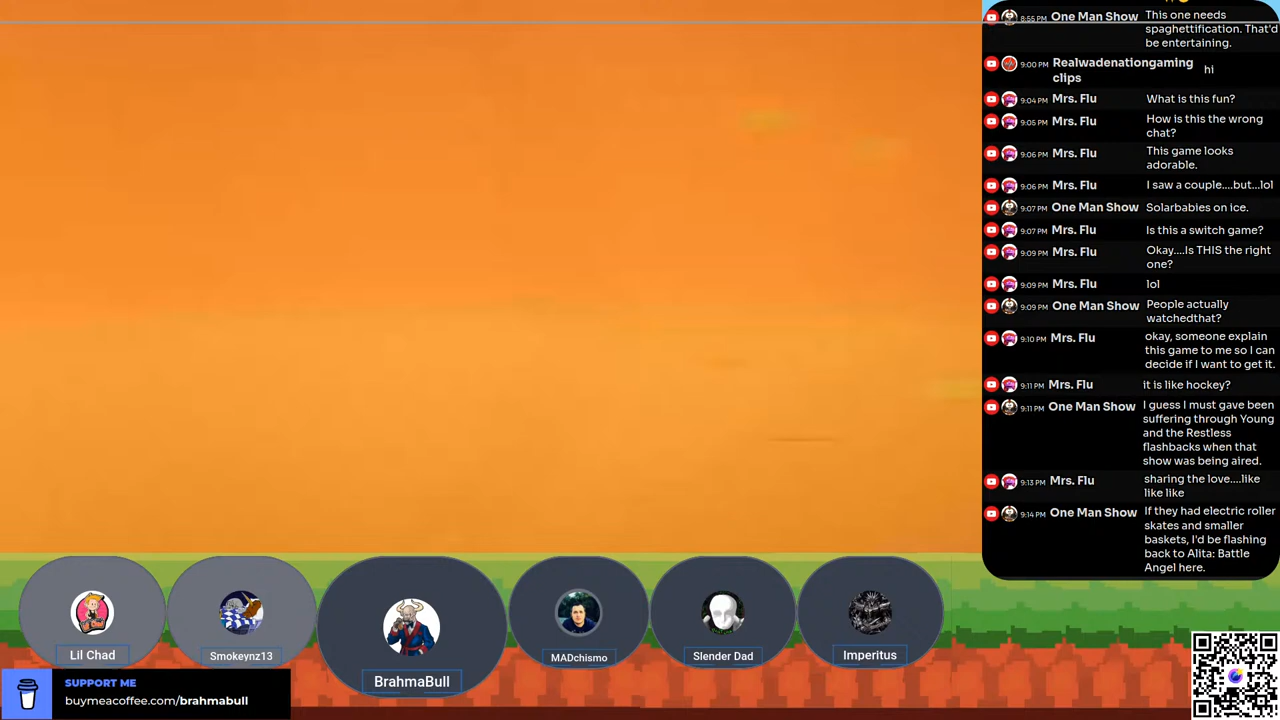 8:55 PM One Man Show This one needs
spaghettification. That'd
be entertaining.
9:00 PM Realwadenationgaming
clips hi
9:04 PM Mrs. Flu What is this fun?
9:05 PM Mrs. Flu How is this the wrong
chat?
9:06 PM Mrs. Flu This game looks
adorable.
9:06 PM Mrs. Flu I saw a couple....but...lol
9:07 PM One Man Show Solarbabies on ice.
9:07 PM Mrs. Flu Is this a switch game?
9:09 PM Mrs. Flu Okay....Is THIS the right
one?
9:09 PM Mrs. Flu lol
9:09 PM One Man Show People actually
watchedthat?
9:10 PM Mrs. Flu okay, someone explain
this game to me so I can
decide if I want to get it.
9:11 PM Mrs. Flu it is like hockey?
9:11 PM One Man Show I guess I must gave been
suffering through Young
and the Restless
flashbacks when that
show was being aired.
9:13 PM Mrs. Flu sharing the love....like
like like
9:14 PM One Man Show If they had electric roller
skates and smaller
baskets, I'd be flashing
back to Alita: Battle
Angel here.
Lil Chad
Smokeynz13
BrahmaBull
MADchismo
Slender Dad
Imperitus
SUPPORT ME
buymeacoffee.com/brahmabull